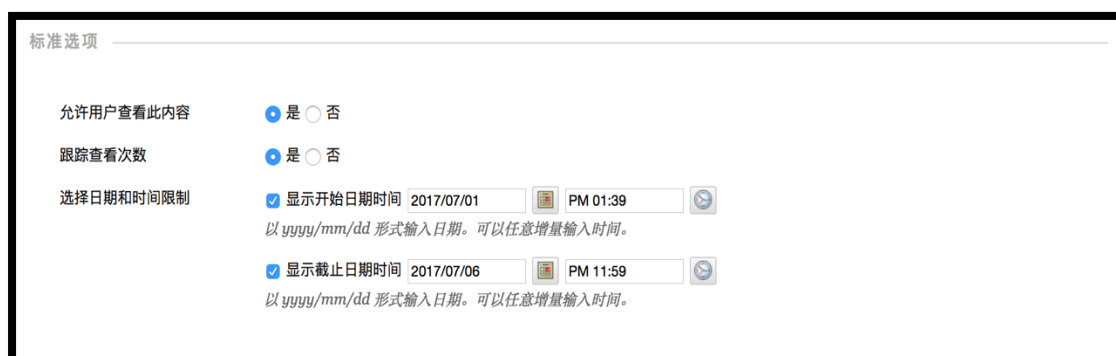 标准选项
允许用户查看此内容 是 否
跟踪查看次数 是 否
选择日期和时间限制 显示开始日期时间 2017/07/01 PM 01:39
以 yyyy/mm/dd 形式输入日期。可以任意增量输入时间。
显示截止日期时间 2017/07/06 PM 11:59
以 yyyy/mm/dd 形式输入日期。可以任意增量输入时间。